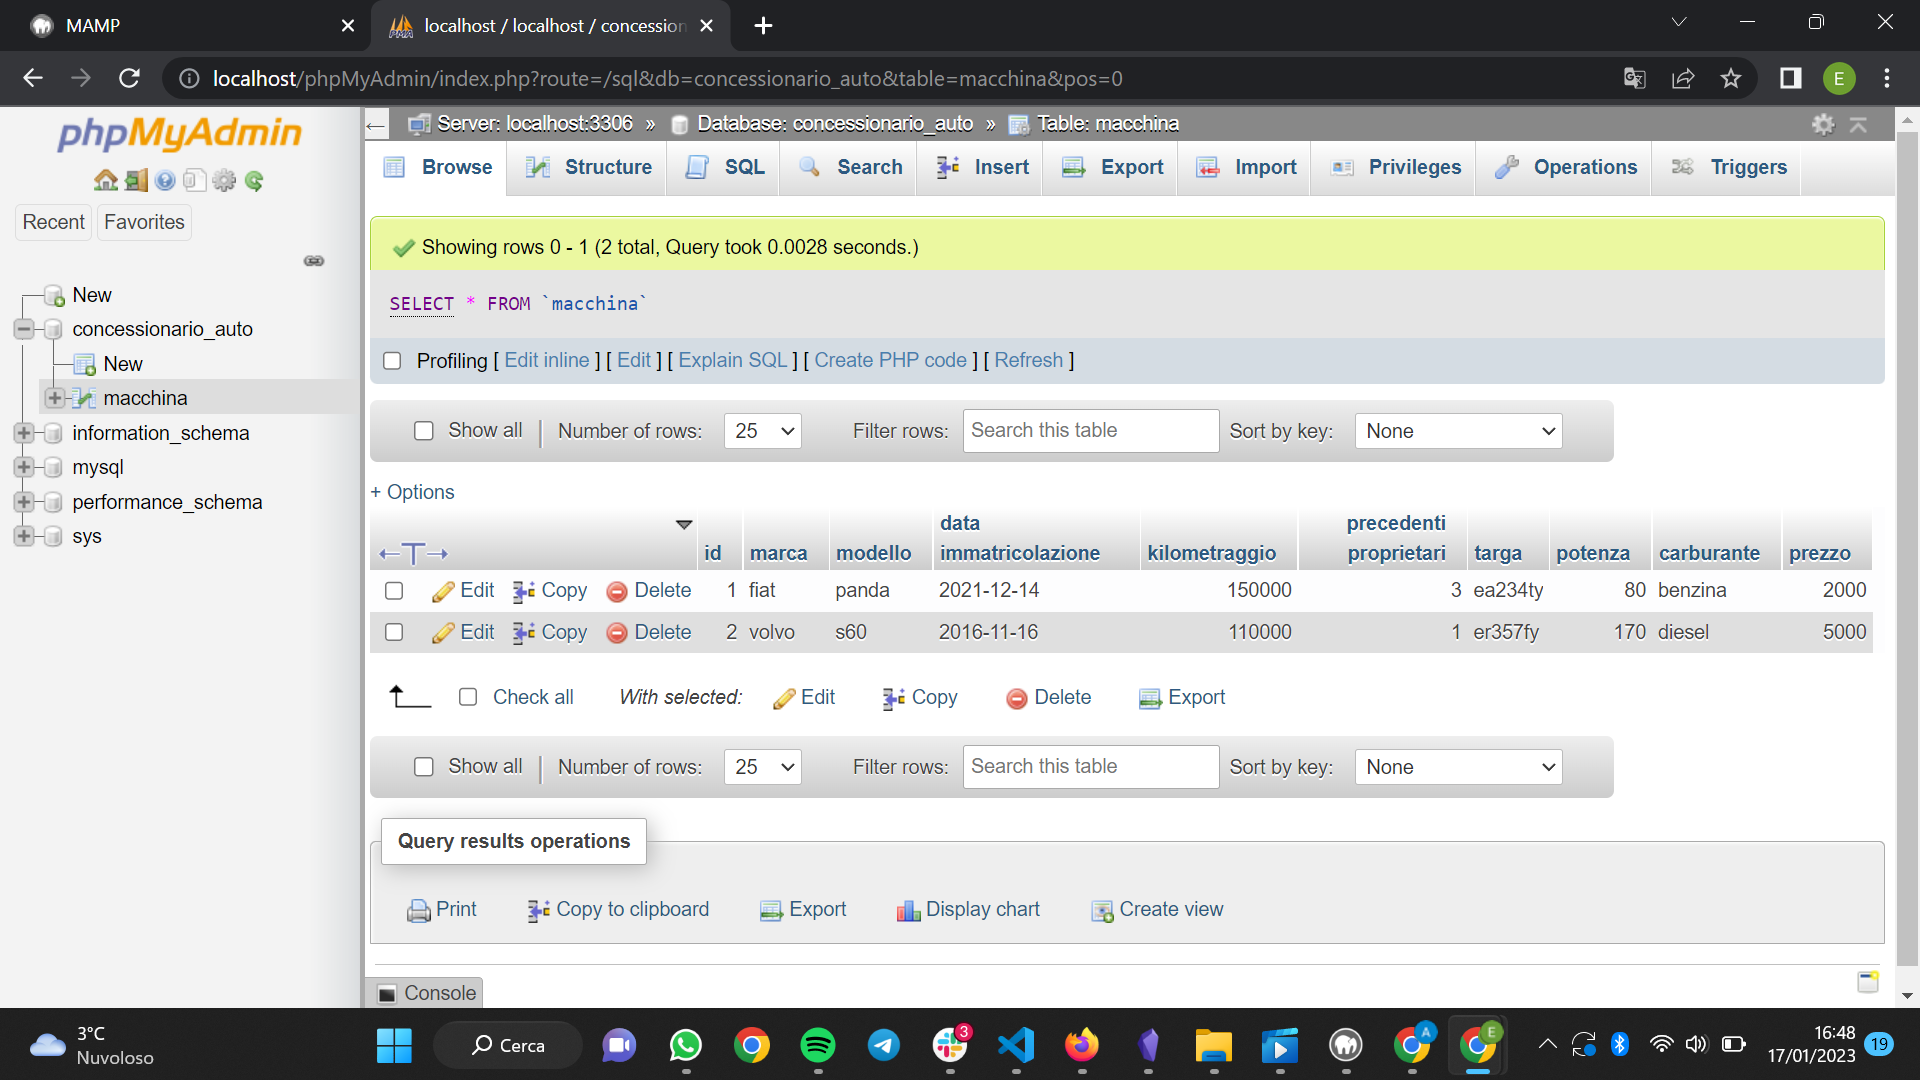 MAMP
localhost / localhost / concession
localhost/phpMyAdmin/index.php?route=/sql&db=concessionario_auto&table=macchina&pos=0
E
phpMyAdmin
Recent
Favorites
New
concessionario_auto
New
macchina
information_schema
mysql
performance_schema
sys
Server: localhost:3306 » Database: concessionario_auto » Table: macchina
Browse Structure SQL Search Insert Export Import Privileges Operations Triggers
Showing rows 0 - 1 (2 total, Query took 0.0028 seconds.)
SELECT * FROM `macchina`
Profiling [ Edit inline ] [ Edit ] [ Explain SQL ] [ Create PHP code ] [ Refresh ]
Show all Number of rows: 25 Filter rows: Search this table Sort by key: None
+ Options
←T→ id marca modello data immatricolazione kilometraggio precedenti proprietari targa potenza carburante prezzo
Edit Copy Delete 1 fiat panda 2021-12-14 150000 3 ea234ty 80 benzina 2000
Edit Copy Delete 2 volvo s60 2016-11-16 110000 1 er357fy 170 diesel 5000
Check all With selected: Edit Copy Delete Export
Show all Number of rows: 25 Filter rows: Search this table Sort by key: None
Query results operations
Print Copy to clipboard Export Display chart Create view
Console
3°C
Nuvoloso
Cerca
3
A
E
16:48
17/01/2023
19